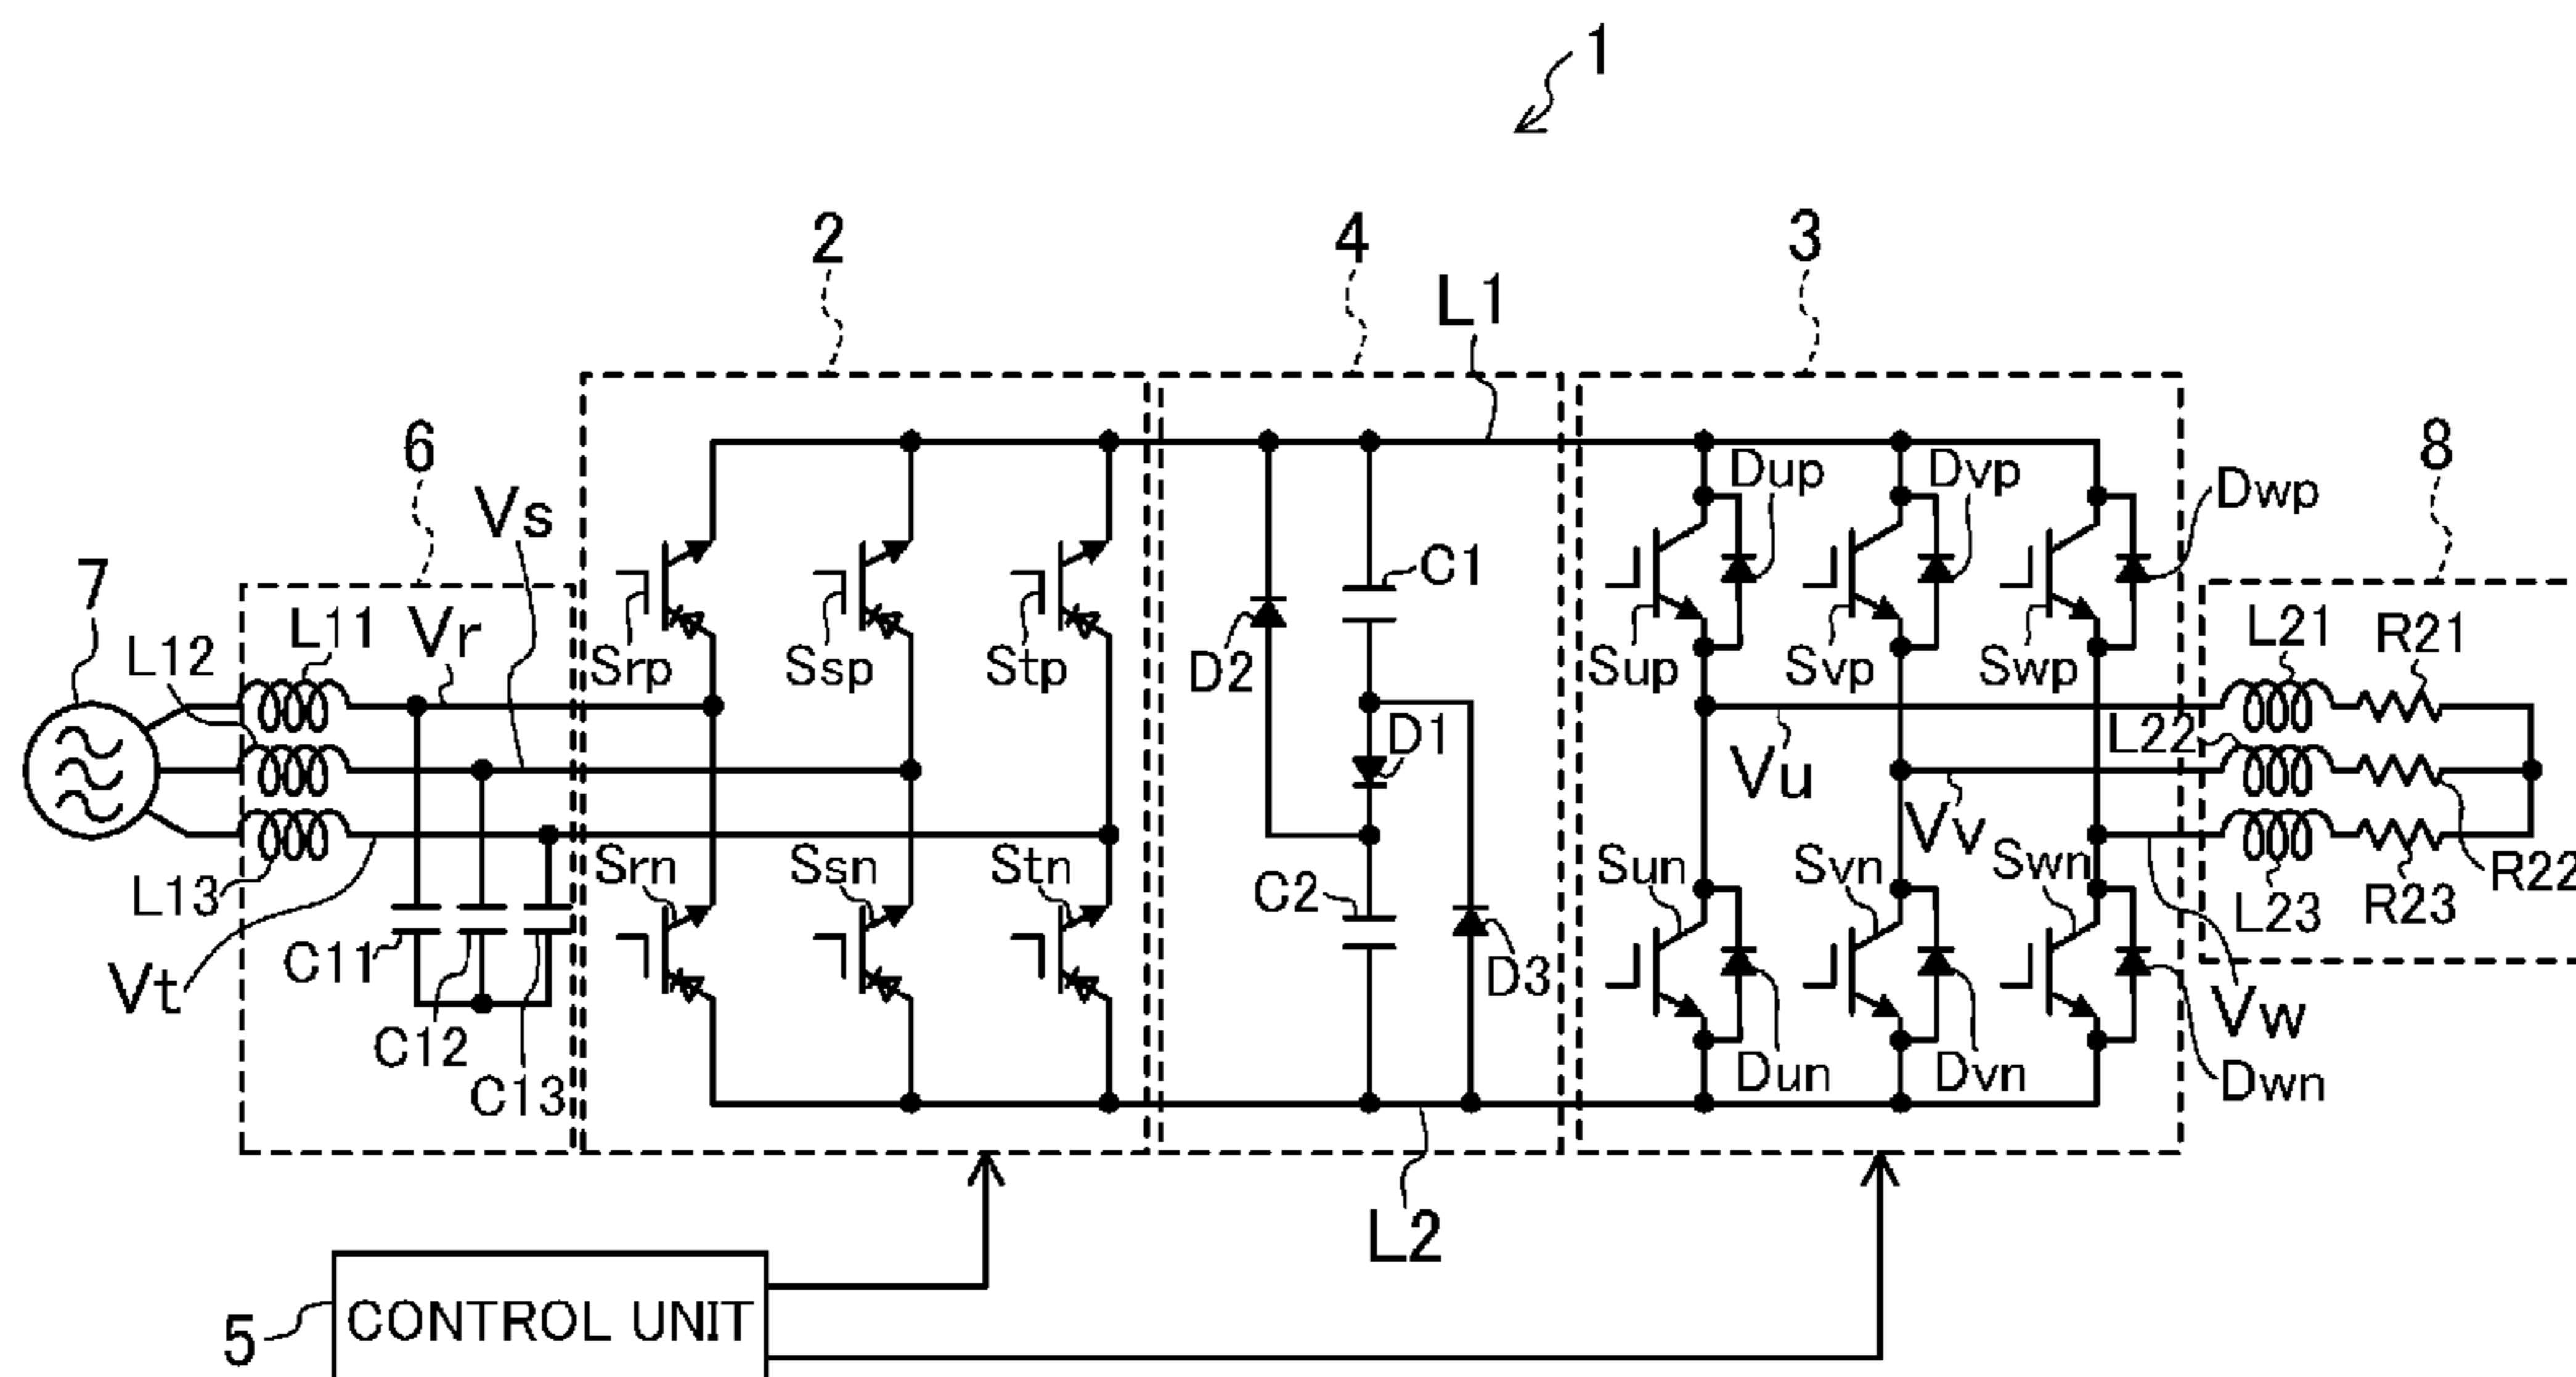 1
2
4
3
L1
6
8
Vs
Dup
Dvp
Dwp
7
L12
L11
Vr
C1
Srp
Ssp
Stp
D2
Sup
Svp
Swp
L21
R21
D1
L22
Vu
Vv
L13
Srn
Ssn
Stn
C2
Sun
Svn
Swn
L23
R23
R22
Vt
C11
C12
C13
D3
Vw
Dun
Dvn
Dwn
L2
5
CONTROL UNIT